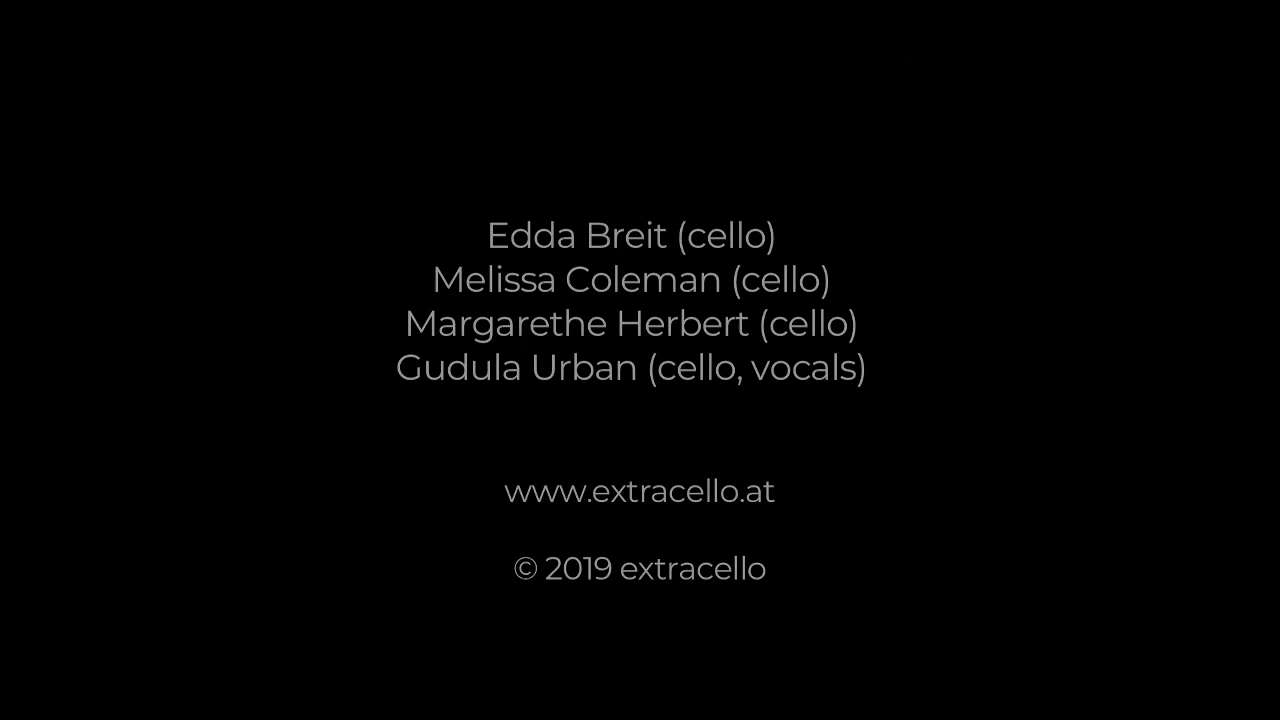 Edda Breit (cello)
Melissa Coleman (cello)
Margarethe Herbert (cello)
Gudula Urban (cello, vocals)
www.extracello.at
© 2019 extracello